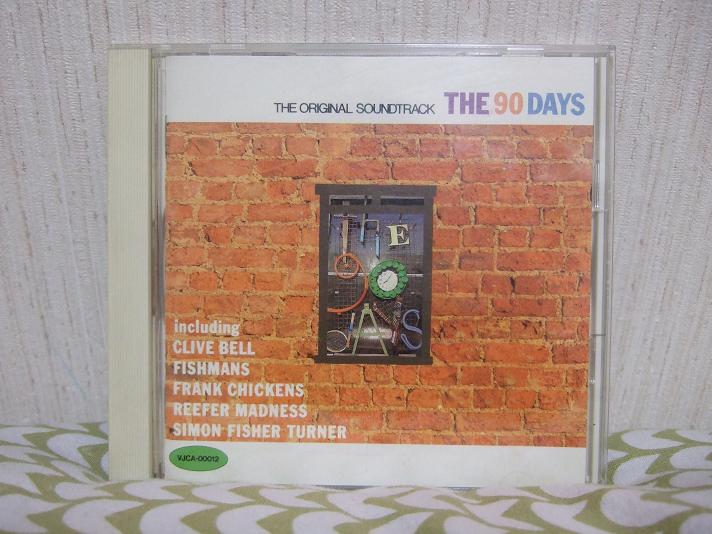 THE ORIGINAL SOUNDTRACK THE 90 DAYS
THE
90
DAYS
including
CLIVE BELL
FISHMANS
FRANK CHICKENS
REEFER MADNESS
SIMON FISHER TURNER
VJCA-00012